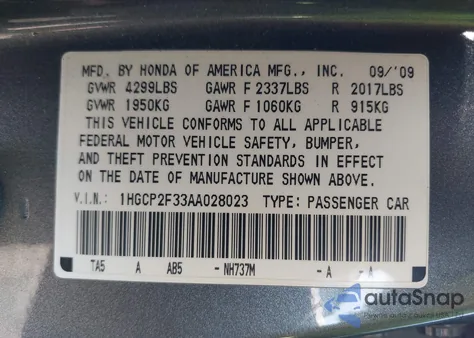 MFD. BY HONDA OF AMERICA MFG., INC. 09/'09
GVWR 4299LBS GAWR F 2337LBS R 2017LBS
GVWR 1950KG GAWR F 1060KG R 915KG
THIS VEHICLE CONFORMS TO ALL APPLICABLE
FEDERAL MOTOR VEHICLE SAFETY, BUMPER,
AND THEFT PREVENTION STANDARDS IN EFFECT
ON THE DATE OF MANUFACTURE SHOWN ABOVE.
V.I.N.: 1HGCP2F33AA028023 TYPE: PASSENGER CAR
TA5 A AB5 - NH737M - A - A
autoSnap